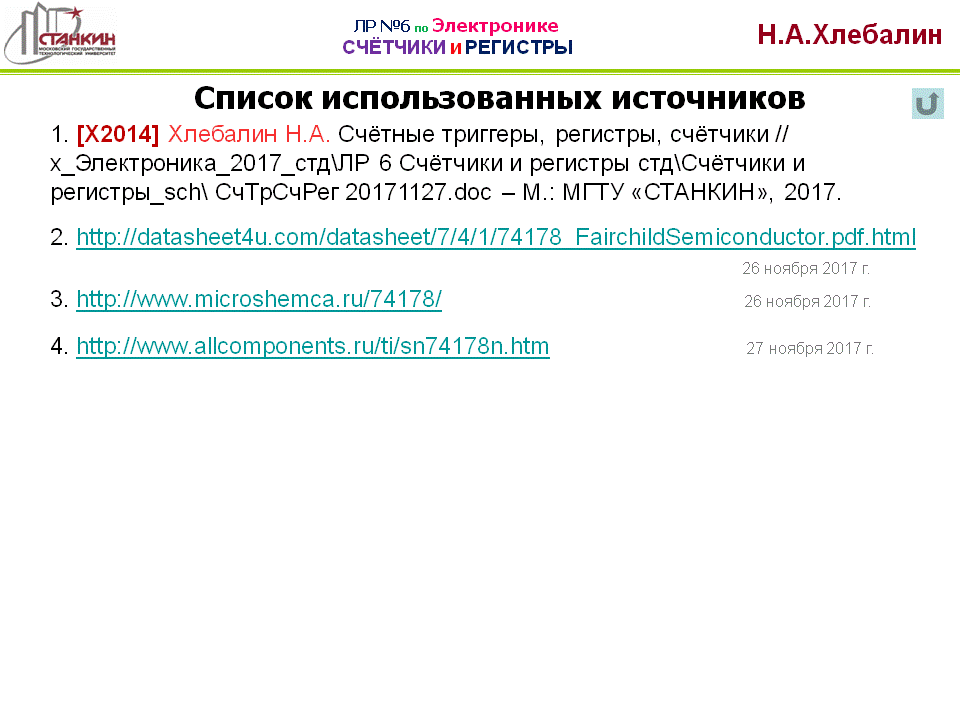 СТАНКИН
МОСКОВСКИЙ ГОСУДАРСТВЕННЫЙ
ТЕХНОЛОГИЧЕСКИЙ УНИВЕРСИТЕТ
ЛР №6 по Электронике
СЧЁТЧИКИ и РЕГИСТРЫ
Н.А.Хлебалин
Список использованных источников
1. [Х2014] Хлебалин Н.А. Счётные триггеры, регистры, счётчики //
х_Электроника_2017_стд\ЛР 6 Счётчики и регистры стд\Счётчики и
регистры_sch\ СчТрСчРег 20171127.doc – М.: МГТУ «СТАНКИН», 2017.
2. http://datasheet4u.com/datasheet/7/4/1/74178_FairchildSemiconductor.pdf.html
26 ноября 2017 г.
3. http://www.microshemca.ru/74178/ 26 ноября 2017 г.
4. http://www.allcomponents.ru/ti/sn74178n.htm 27 ноября 2017 г.